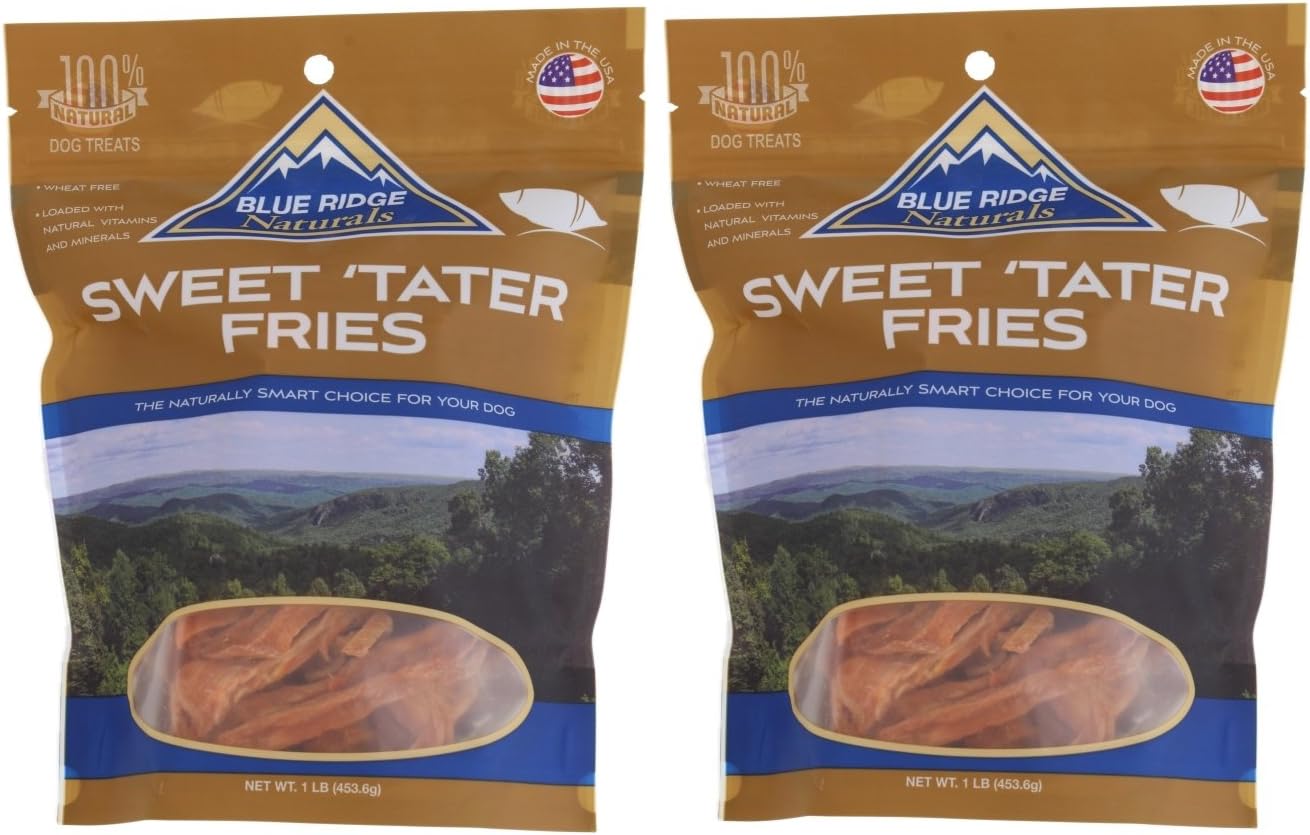 100%
NATURAL
DOG TREATS
MADE IN THE USA
• WHEAT FREE
• LOADED WITH
NATURAL VITAMINS
AND MINERALS
BLUE RIDGE
Naturals
SWEET 'TATER
FRIES
THE NATURALLY SMART CHOICE FOR YOUR DOG
NET WT. 1 LB (453.6g)
100%
NATURAL
DOG TREATS
MADE IN THE USA
• WHEAT FREE
• LOADED WITH
NATURAL VITAMINS
AND MINERALS
BLUE RIDGE
Naturals
SWEET 'TATER
FRIES
THE NATURALLY SMART CHOICE FOR YOUR DOG
NET WT. 1 LB (453.6g)